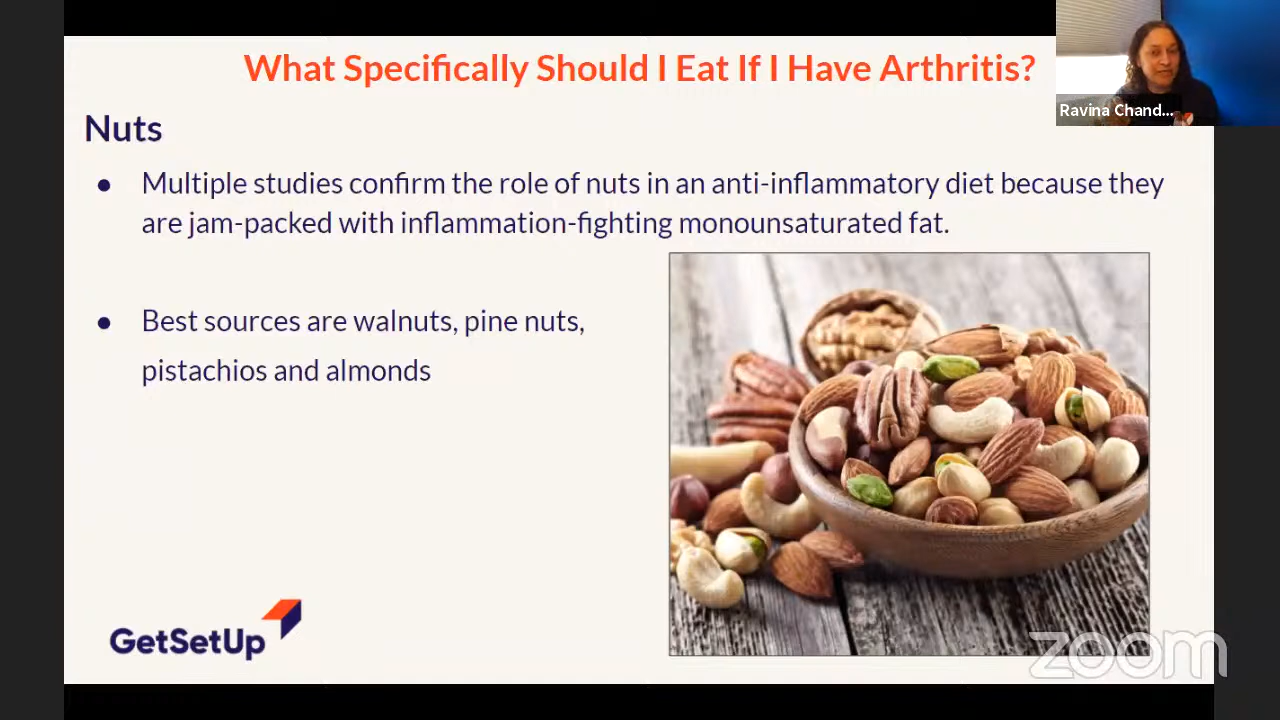 What Specifically Should I Eat If I Have Arthritis?
Ravina Chand...
Nuts
● Multiple studies confirm the role of nuts in an anti-inflammatory diet because they
are jam-packed with inflammation-fighting monounsaturated fat.
● Best sources are walnuts, pine nuts,
pistachios and almonds
GetSetUp
zoom